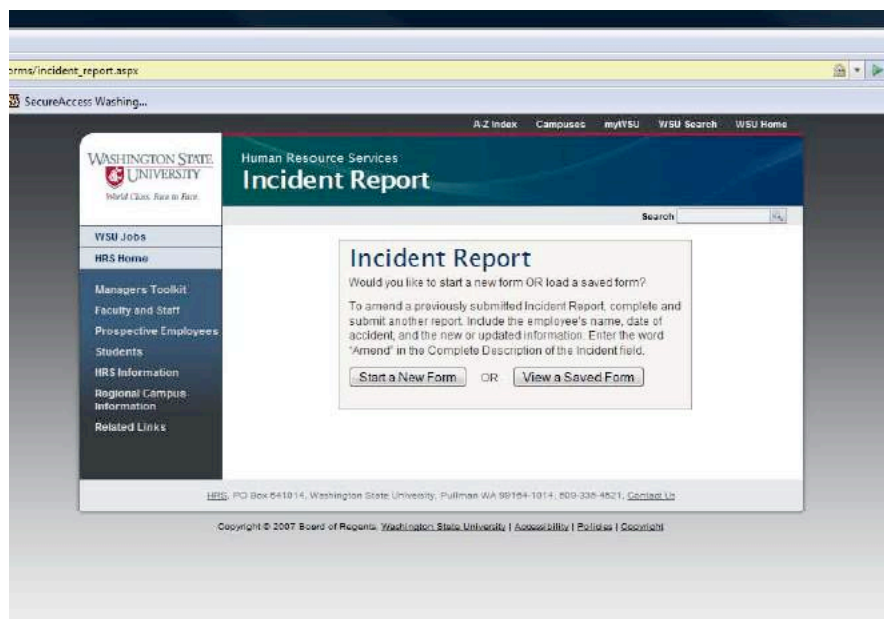 orms/incident_report.aspx
SecureAccess Washing...
A-Z Index Campuses myWSU WSU Search WSU Home
WASHINGTON STATE
UNIVERSITY
World Class. Face to Face.
Human Resource Services
Incident Report
Search
WSU Jobs
HRS Home
Managers Toolkit
Faculty and Staff
Prospective Employees
Students
HRS Information
Regional Campus
Information
Related Links
Incident Report
Would you like to start a new form OR load a saved form?
To amend a previously submitted Incident Report, complete and
submit another report. Include the employee's name, date of
accident, and the new or updated information. Enter the word
"Amend" in the Complete Description of the Incident field.
Start a New Form OR View a Saved Form
HRS, PO Box 641014, Washington State University, Pullman WA 99164-1014, 509-335-4521, Contact Us
Copyright © 2007 Board of Regents, Washington State University | Accessibility | Policies | Copyright